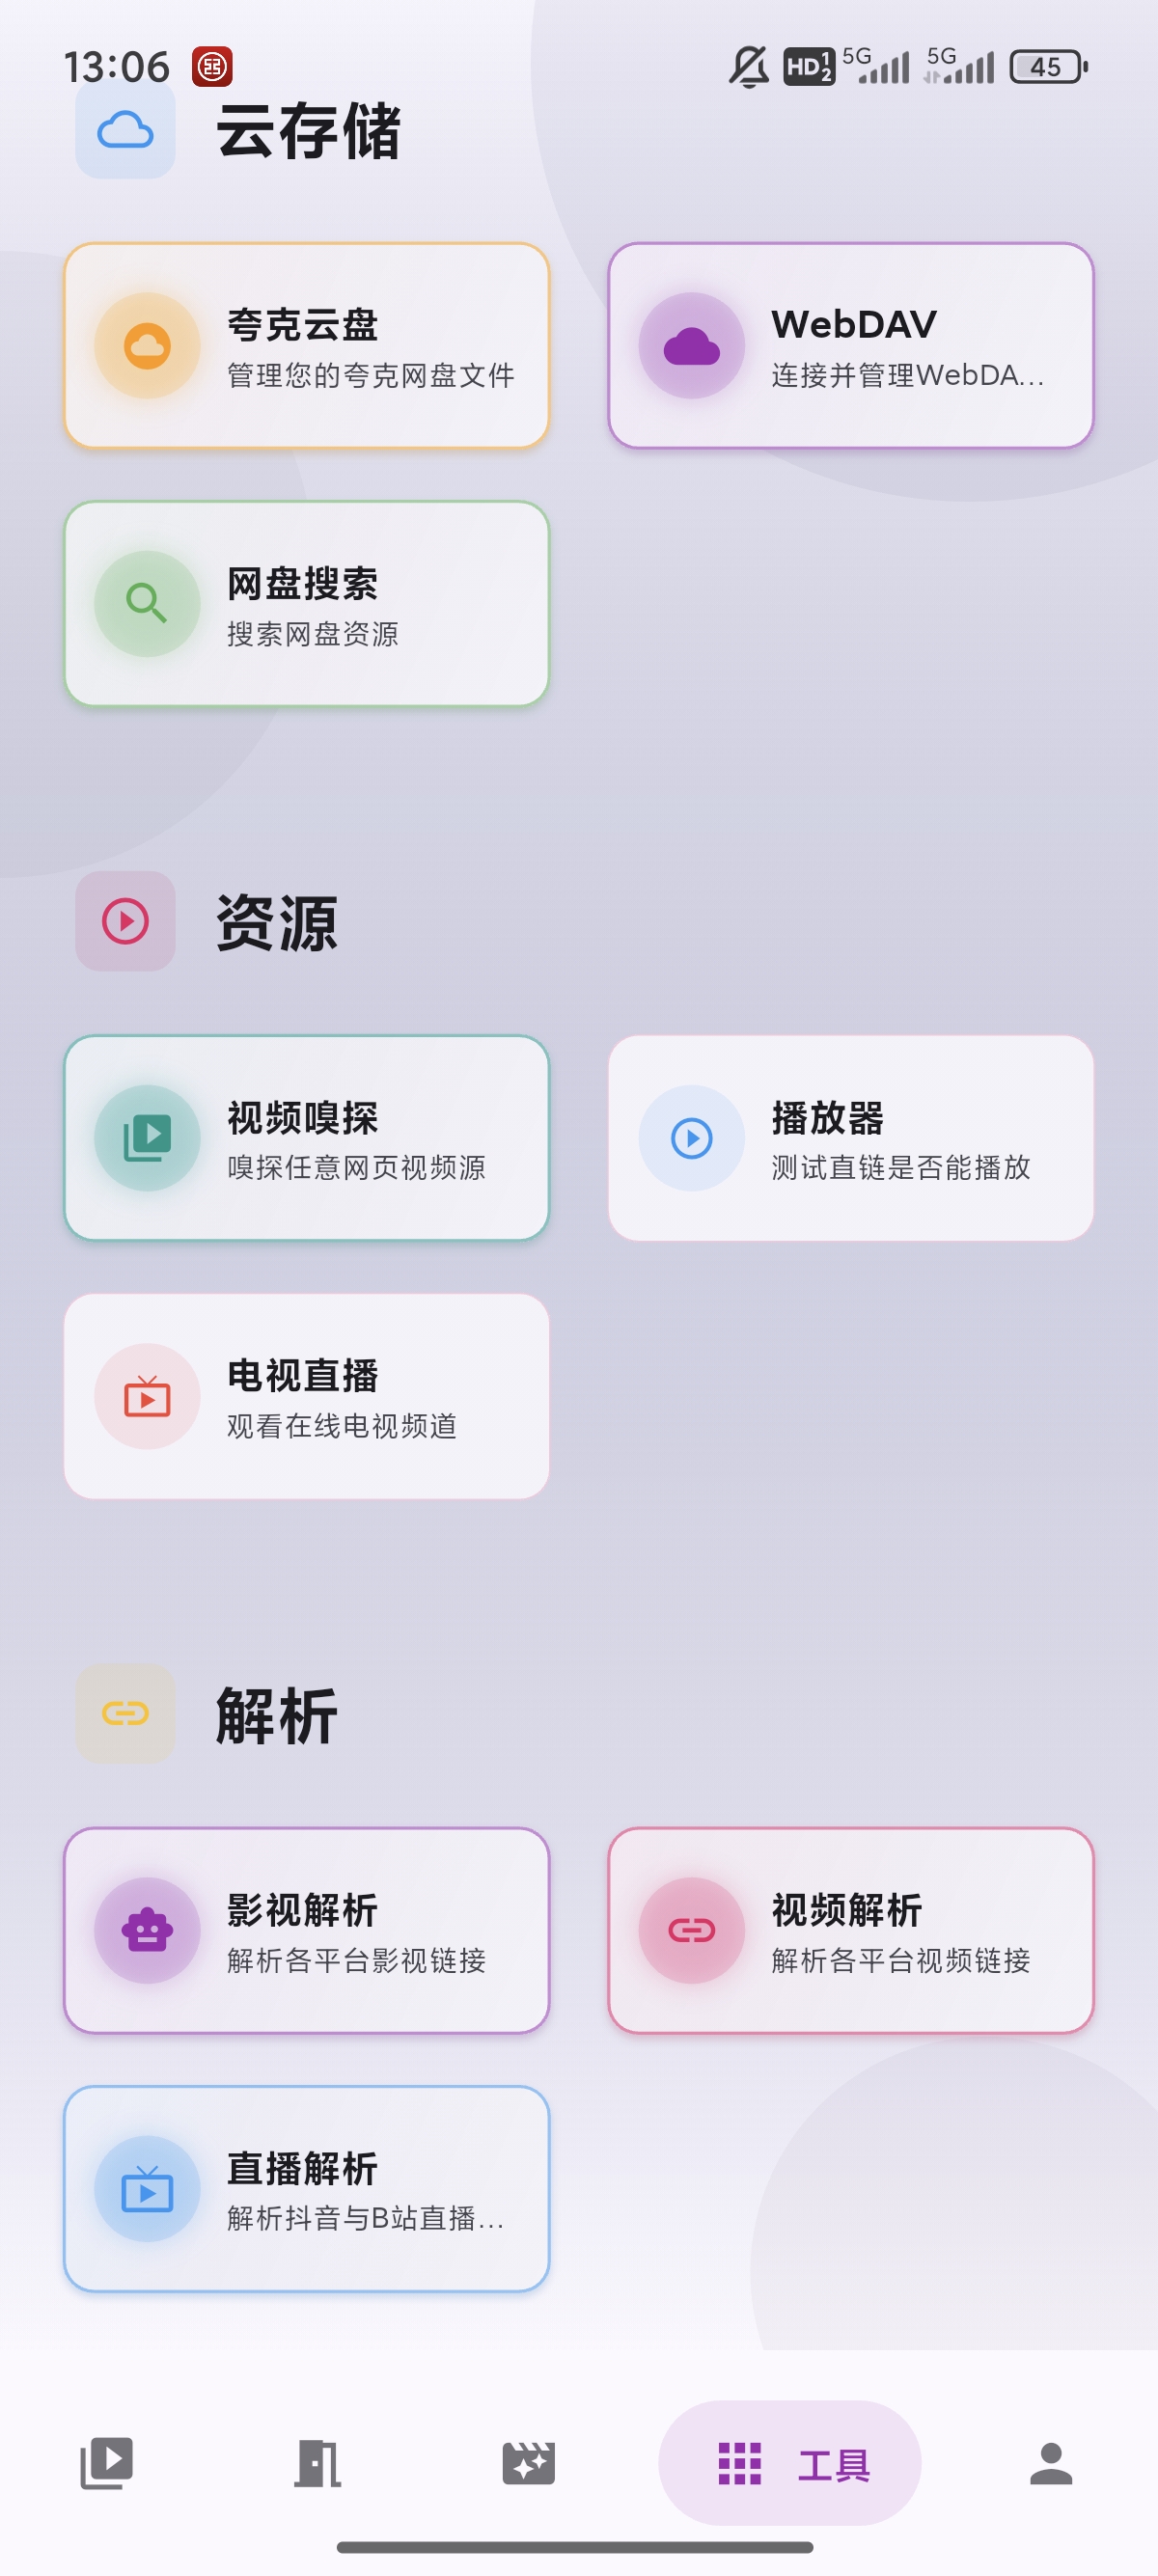 13:06
HD 1 2 5G 5G 45
云存储
夸克云盘
管理您的夸克网盘文件
WebDAV
连接并管理WebDA...
网盘搜索
搜索网盘资源
资源
视频嗅探
嗅探任意网页视频源
播放器
测试直链是否能播放
电视直播
观看在线电视频道
解析
影视解析
解析各平台影视链接
视频解析
解析各平台视频链接
直播解析
解析抖音与B站直播...
工具